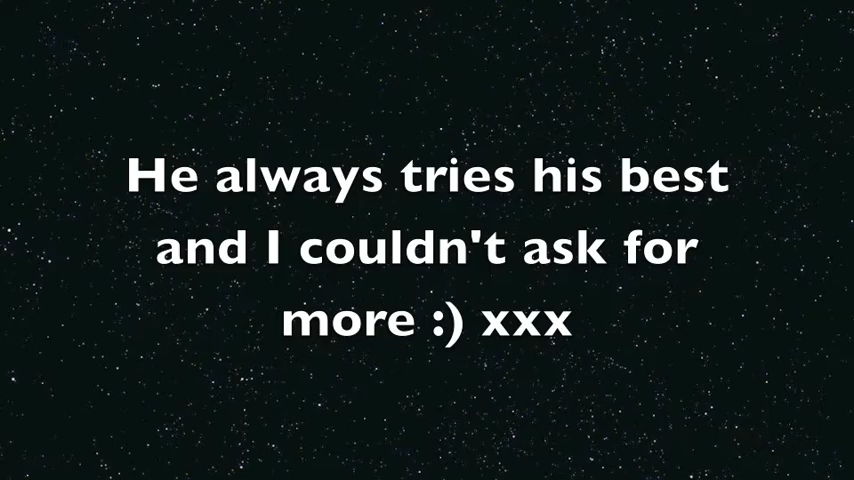 He always tries his best
and I couldn't ask for
more :) xxx